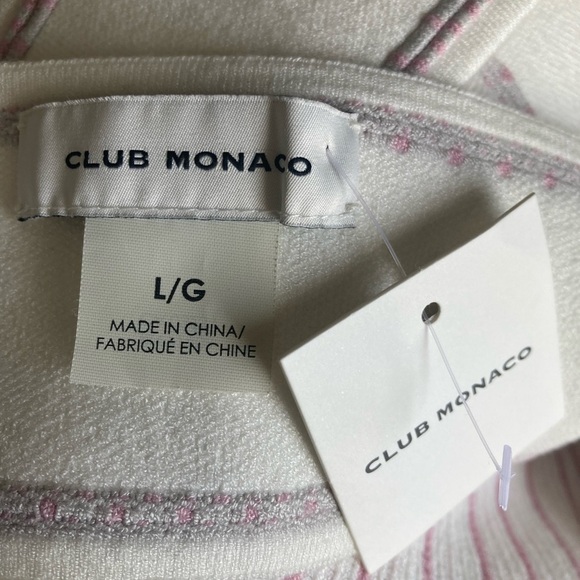 CLUB MONACO
L/G
MADE IN CHINA/
FABRIQUÉ EN CHINE
CLUB MONACO